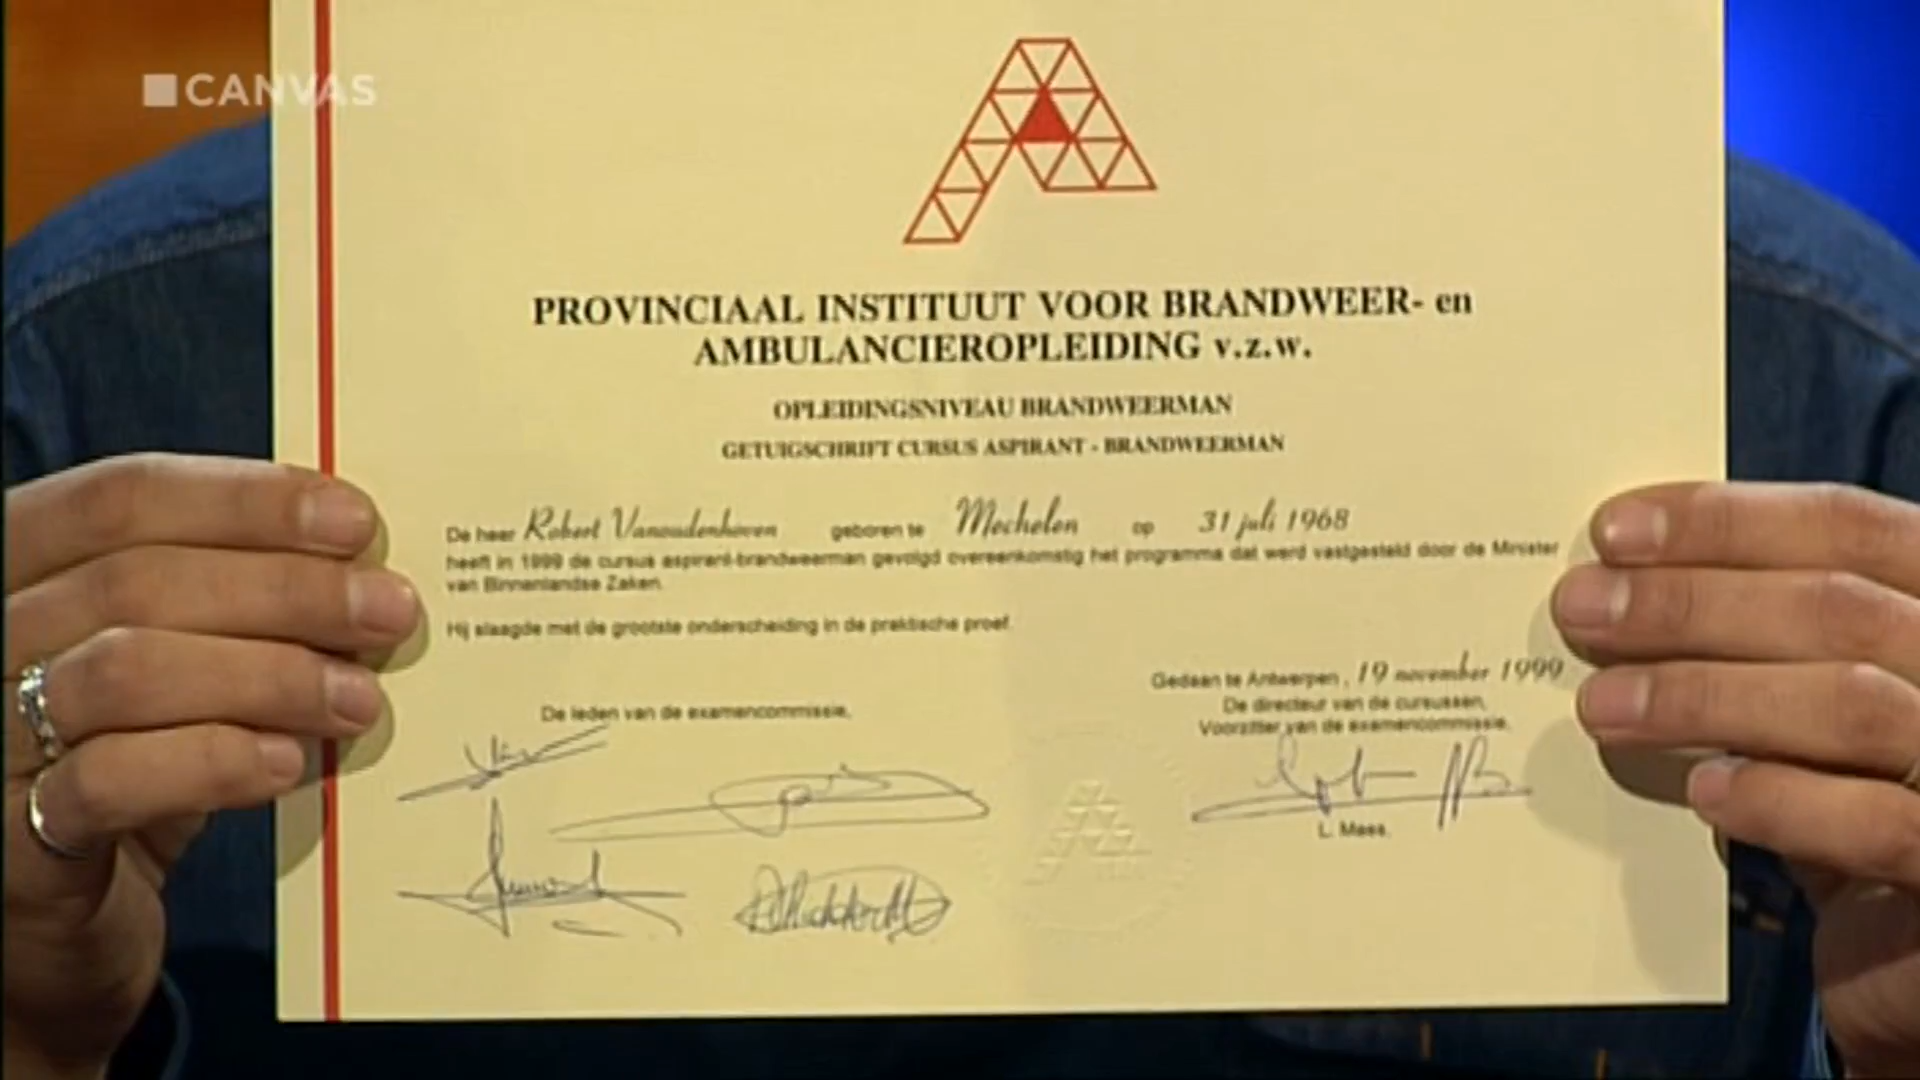 CANVAS
PROVINCIAAL INSTITUUT VOOR BRANDWEER- en
AMBULANCIEROPLEIDING v.z.w.
OPLEIDINGSNIVEAU BRANDWEERMAN
GETUIGSCHRIFT CURSUS ASPIRANT - BRANDWEERMAN
De heer Robert Vanoudenhoven geboren te Mechelen op 31 juli 1968
heeft in 1999 de cursus aspirant-brandweerman gevolgd overeenkomstig het programma dat werd vastgesteld door de Minister
van Binnenlandse Zaken.
Hij slaagde met de grootste onderscheiding in de praktische proef.
Gedaan te Antwerpen, 19 november 1999
De directeur van de cursussen,
Voorzitter van de examencommissie,
De leden van de examencommissie,
L. Maes.